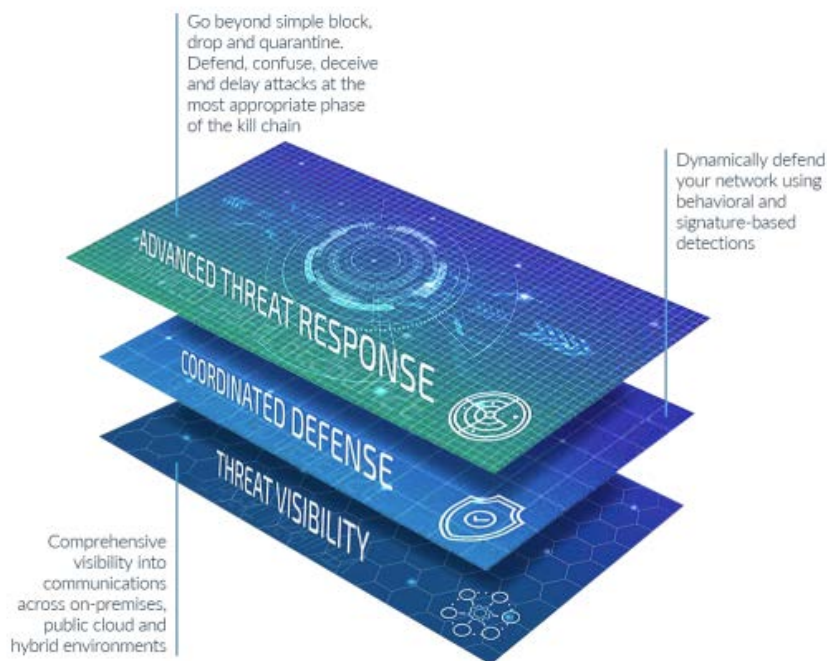 Go beyond simple block,
drop and quarantine.
Defend, confuse, deceive
and delay attacks at the
most appropriate phase
of the kill chain
Dynamically defend
your network using
behavioral and
signature-based
detections
ADVANCED THREAT RESPONSE
COORDINATED DEFENSE
THREAT VISIBILITY
Comprehensive
visibility into
communications
across on-premises,
public cloud and
hybrid environments